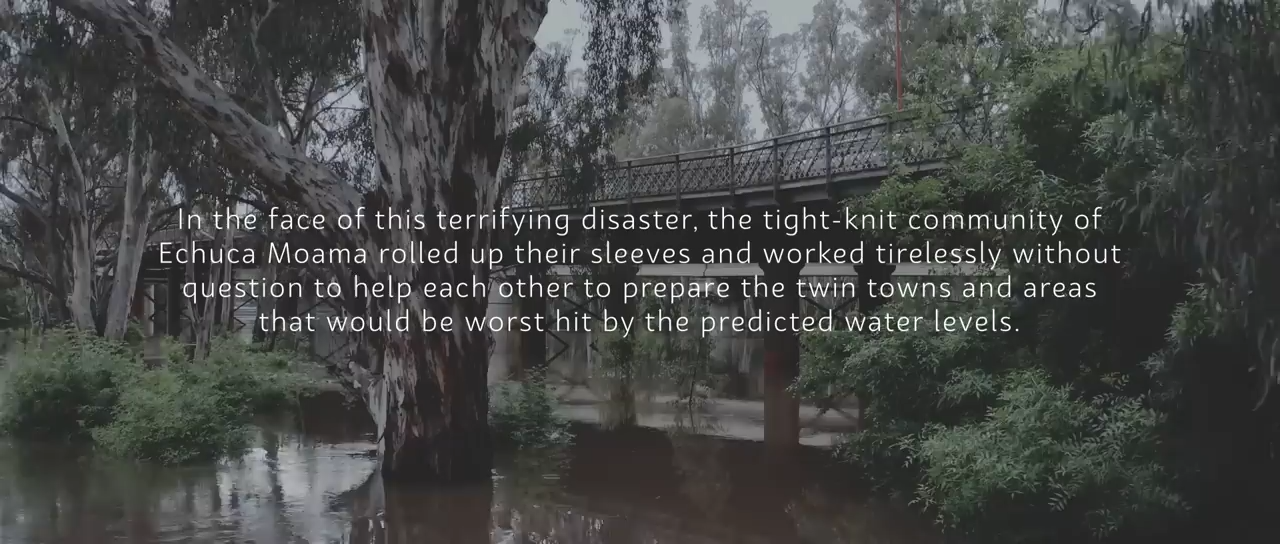 In the face of this terrifying disaster, the tight-knit community of
Echuca Moama rolled up their sleeves and worked tirelessly without
question to help each other to prepare the twin towns and areas
that would be worst hit by the predicted water levels.